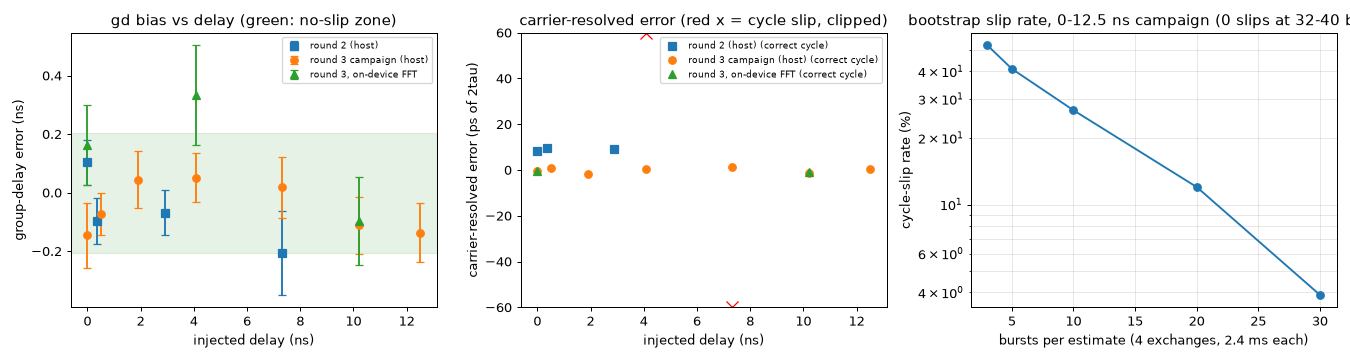 gd bias vs delay (green: no-slip zone)
group-delay error (ns)
0.4
0.2
0.0
−0.2
round 2 (host)
round 3 campaign (host)
round 3, on-device FFT
0
2
4
6
8
10
12
injected delay (ns)
carrier-resolved error (red x = cycle slip, clipped)
carrier-resolved error (ps of 2tau)
60
40
20
0
−20
−40
−60
round 2 (host) (correct cycle)
round 3 campaign (host) (correct cycle)
round 3, on-device FFT (correct cycle)
0
2
4
6
8
10
12
injected delay (ns)
bootstrap slip rate, 0-12.5 ns campaign (0 slips at 32-40 b
cycle-slip rate (%)
4 × 10¹
3 × 10¹
2 × 10¹
10¹
6 × 10⁰
4 × 10⁰
5
10
15
20
25
30
bursts per estimate (4 exchanges, 2.4 ms each)